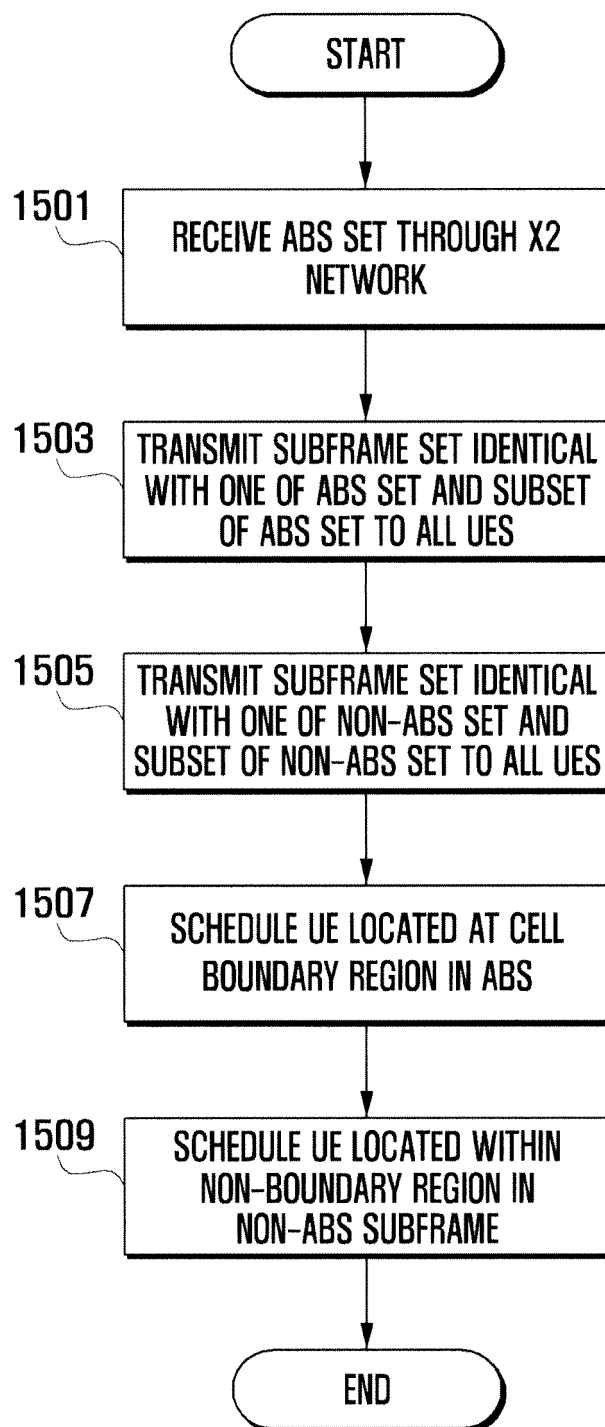 START
1501
RECEIVE ABS SET THROUGH X2
NETWORK
1503
TRANSMIT SUBFRAME SET IDENTICAL
WITH ONE OF ABS SET AND SUBSET
OF ABS SET TO ALL UES
1505
TRANSMIT SUBFRAME SET IDENTICAL
WITH ONE OF NON-ABS SET AND
SUBSET OF NON-ABS SET TO ALL UES
1507
SCHEDULE UE LOCATED AT CELL
BOUNDARY REGION IN ABS
1509
SCHEDULE UE LOCATED WITHIN
NON-BOUNDARY REGION IN
NON-ABS SUBFRAME
END